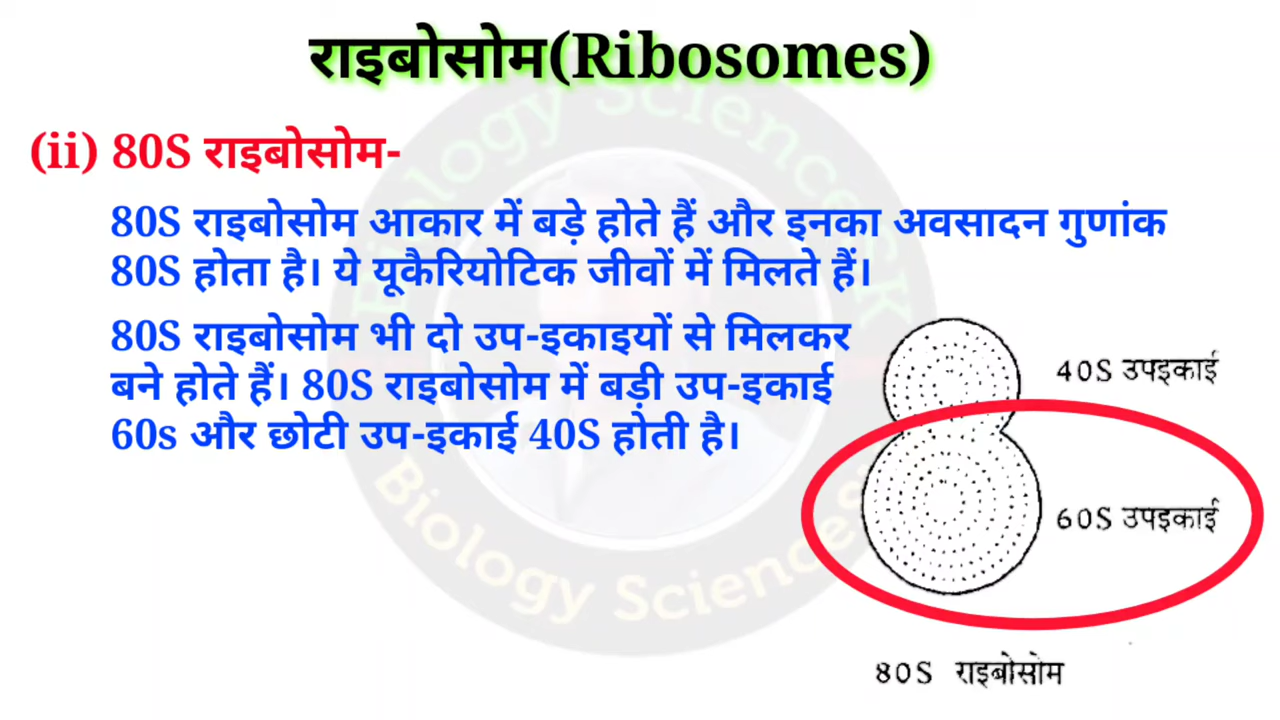 राइबोसोम(Ribosomes)
(ii) 80S राइबोसोम-
80S राइबोसोम आकार में बड़े होते हैं और इनका अवसादन गुणांक
80S होता है। ये यूकैरियोटिक जीवों में मिलते हैं।
80S राइबोसोम भी दो उप-इकाइयों से मिलकर
बने होते हैं। 80S राइबोसोम में बड़ी उप-इकाई
60s और छोटी उप-इकाई 40S होती है।
40S उपइकाई
60S उपइकाई
80S राइबोसोम